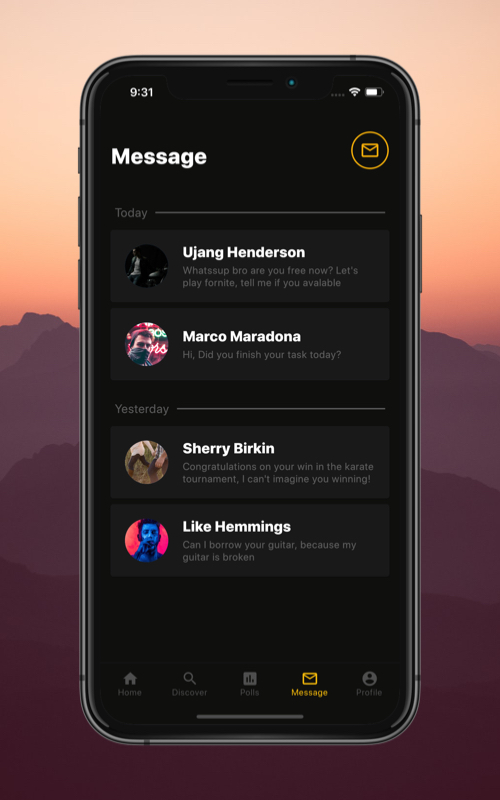 9:31
Message
Today
Ujang Henderson
Whatssup bro are you free now? Let's
play fornite, tell me if you avalable
Marco Maradona
Hi, Did you finish your task today?
Yesterday
Sherry Birkin
Congratulations on your win in the karate
tournament, I can't imagine you winning!
Like Hemmings
Can I borrow your guitar, because my
guitar is broken
Home
Discover
Polls
Message
Profile